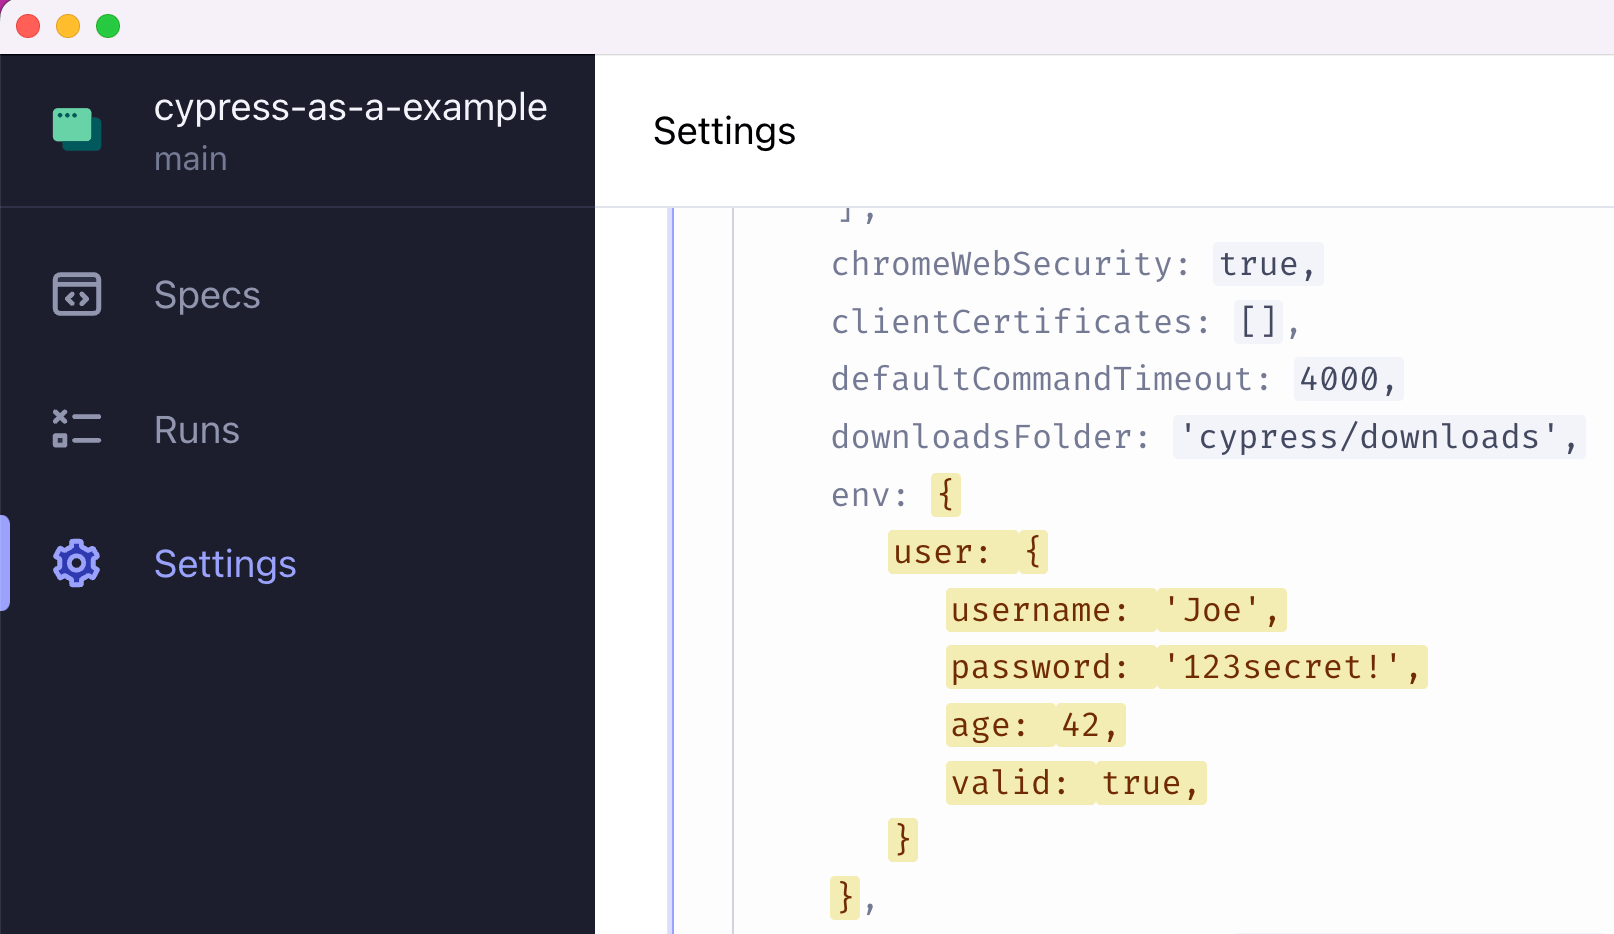 cypress-as-a-example
main
Specs
Runs
Settings
Settings
],
chromeWebSecurity: true,
clientCertificates: [],
defaultCommandTimeout: 4000,
downloadsFolder: 'cypress/downloads',
env: {
user: {
username: 'Joe',
password: '123secret!',
age: 42,
valid: true,
}
},